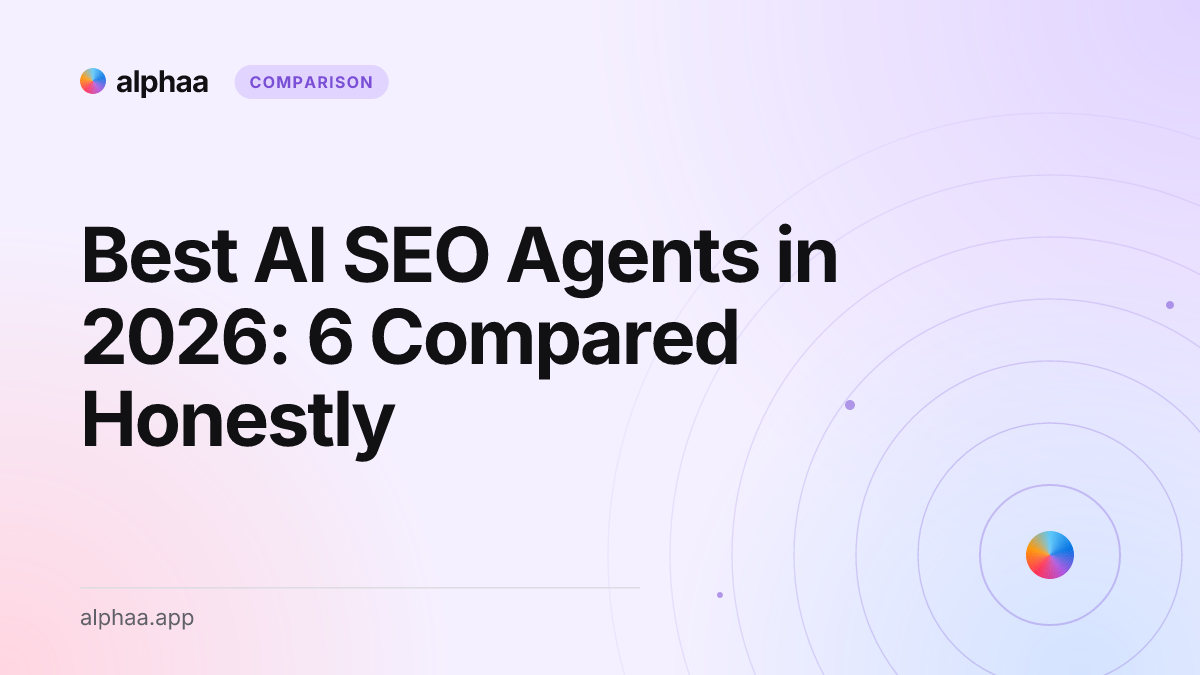 alphaa
COMPARISON
Best AI SEO Agents in
2026: 6 Compared
Honestly
alphaa.app